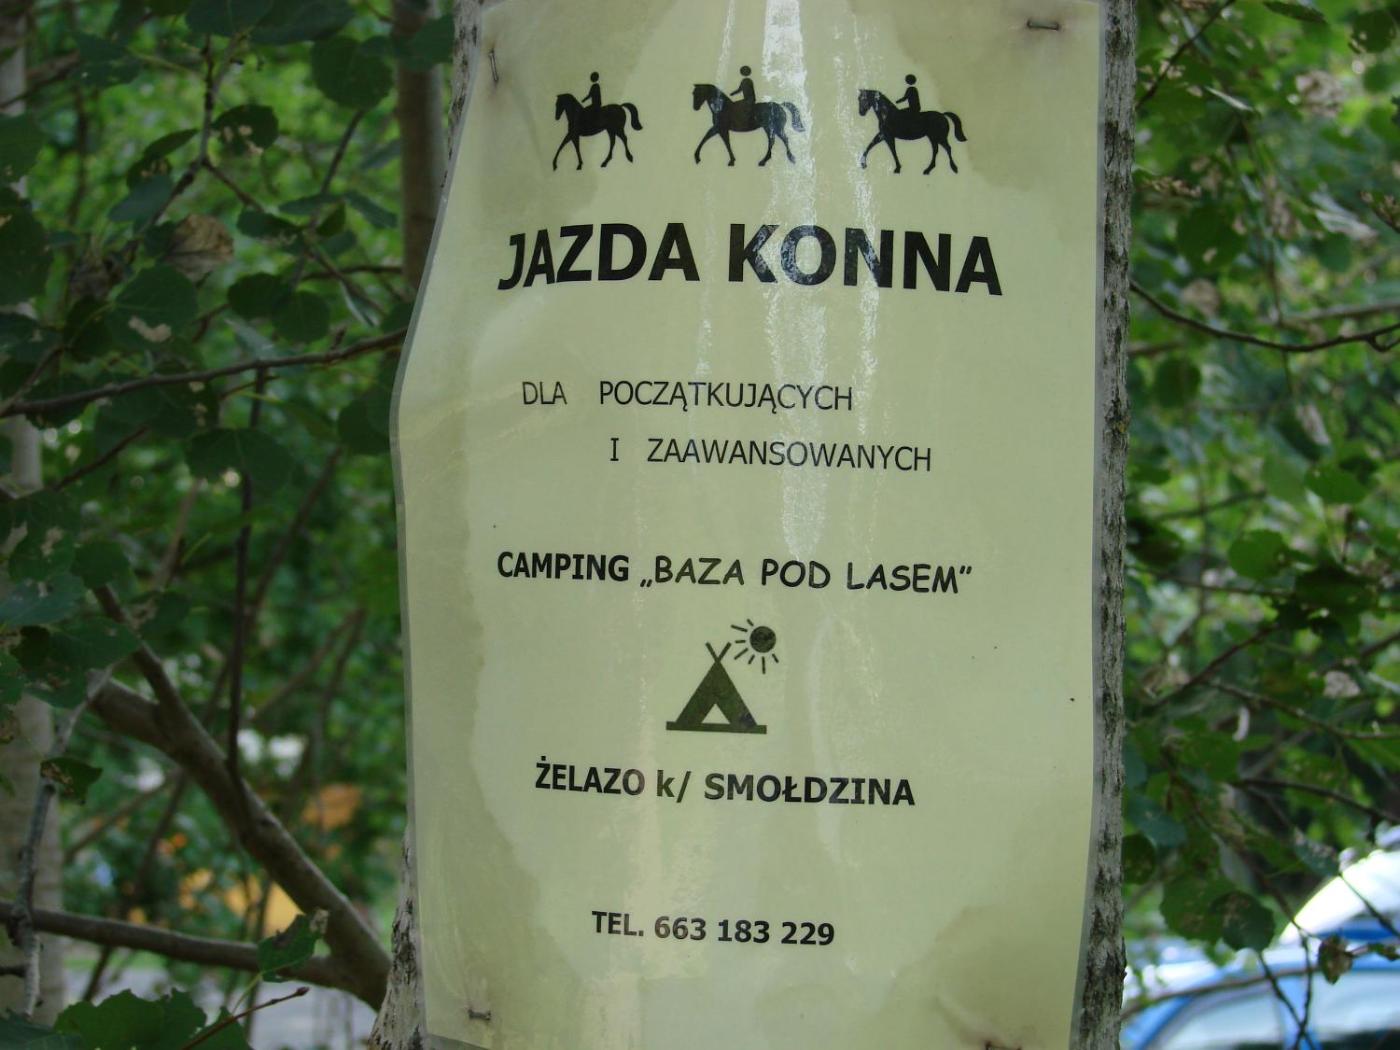 JAZDA KONNA
DLA POCZĄTKUJĄCYCH
I ZAAWANSOWANYCH
CAMPING „BAZA POD LASEM”
ŻELAZO k/ SMOŁDZINA
TEL. 663 183 229